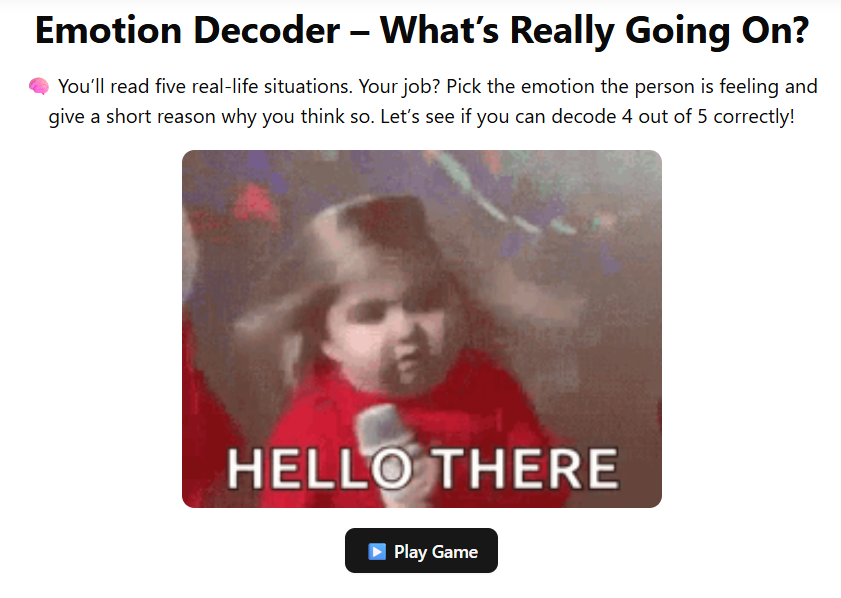 Emotion Decoder – What’s Really Going On?
🧠 You’ll read five real-life situations. Your job? Pick the emotion the person is feeling and
give a short reason why you think so. Let’s see if you can decode 4 out of 5 correctly!
HELLO THERE
▶️ Play Game